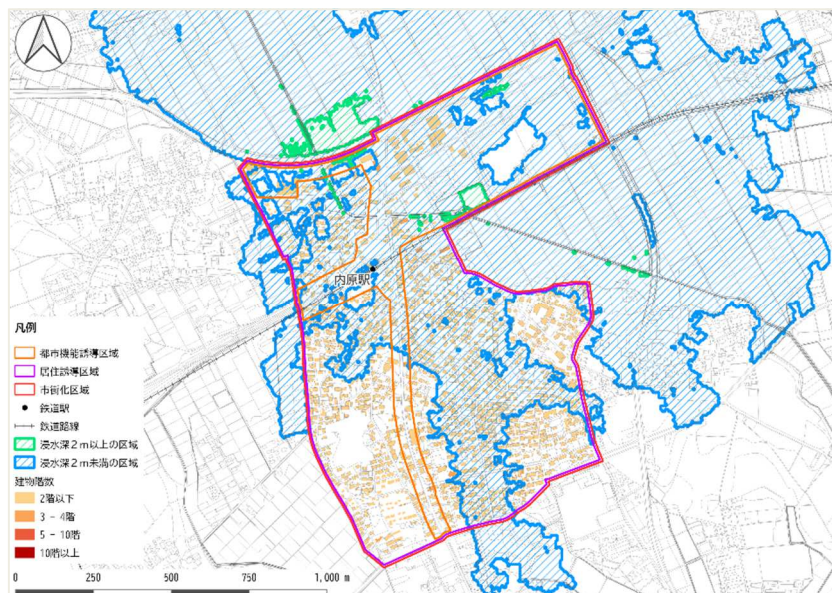 内原駅
凡例
都市機能誘導区域
居住誘導区域
市街化区域
鉄道駅
鉄道路線
浸水深2m以上の区域
浸水深2m未満の区域
建物階数
2階以下
3 - 4階
5 - 10階
10階以上
0 250 500 750 1,000 m